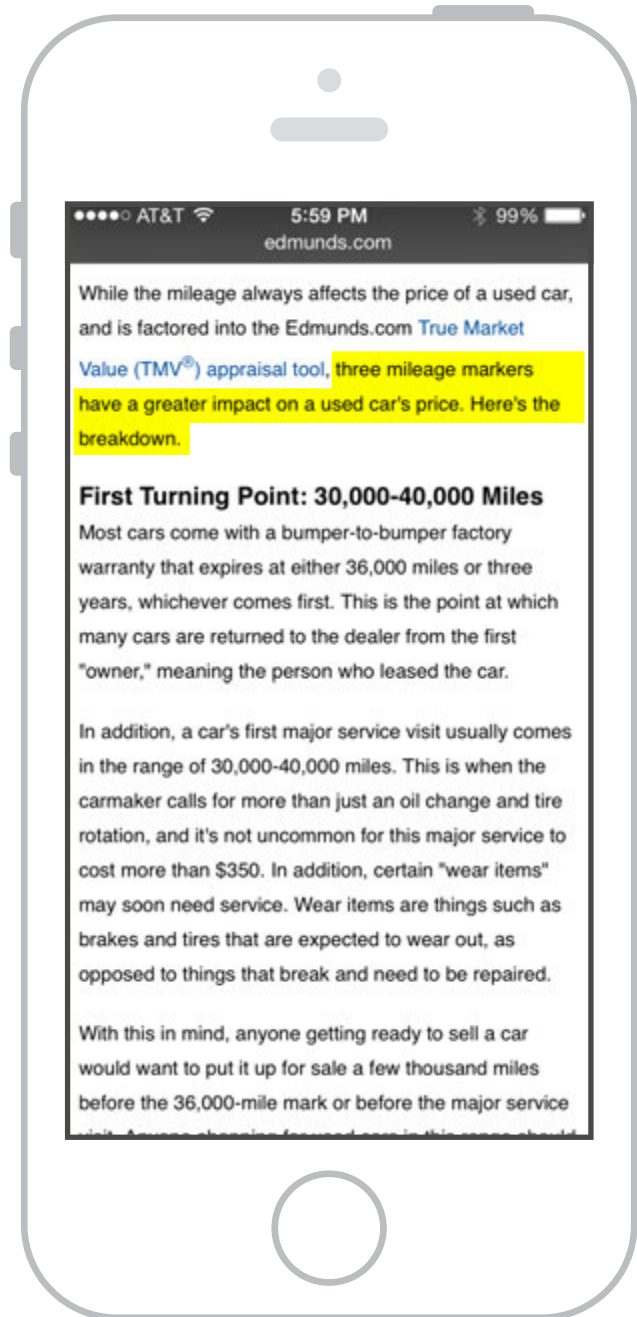 AT&T 5:59 PM 99%
edmunds.com
While the mileage always affects the price of a used car,
and is factored into the Edmunds.com True Market
Value (TMV®) appraisal tool, three mileage markers
have a greater impact on a used car's price. Here's the
breakdown.
First Turning Point: 30,000-40,000 Miles
Most cars come with a bumper-to-bumper factory
warranty that expires at either 36,000 miles or three
years, whichever comes first. This is the point at which
many cars are returned to the dealer from the first
"owner," meaning the person who leased the car.
In addition, a car's first major service visit usually comes
in the range of 30,000-40,000 miles. This is when the
carmaker calls for more than just an oil change and tire
rotation, and it's not uncommon for this major service to
cost more than $350. In addition, certain "wear items"
may soon need service. Wear items are things such as
brakes and tires that are expected to wear out, as
opposed to things that break and need to be repaired.
With this in mind, anyone getting ready to sell a car
would want to put it up for sale a few thousand miles
before the 36,000-mile mark or before the major service